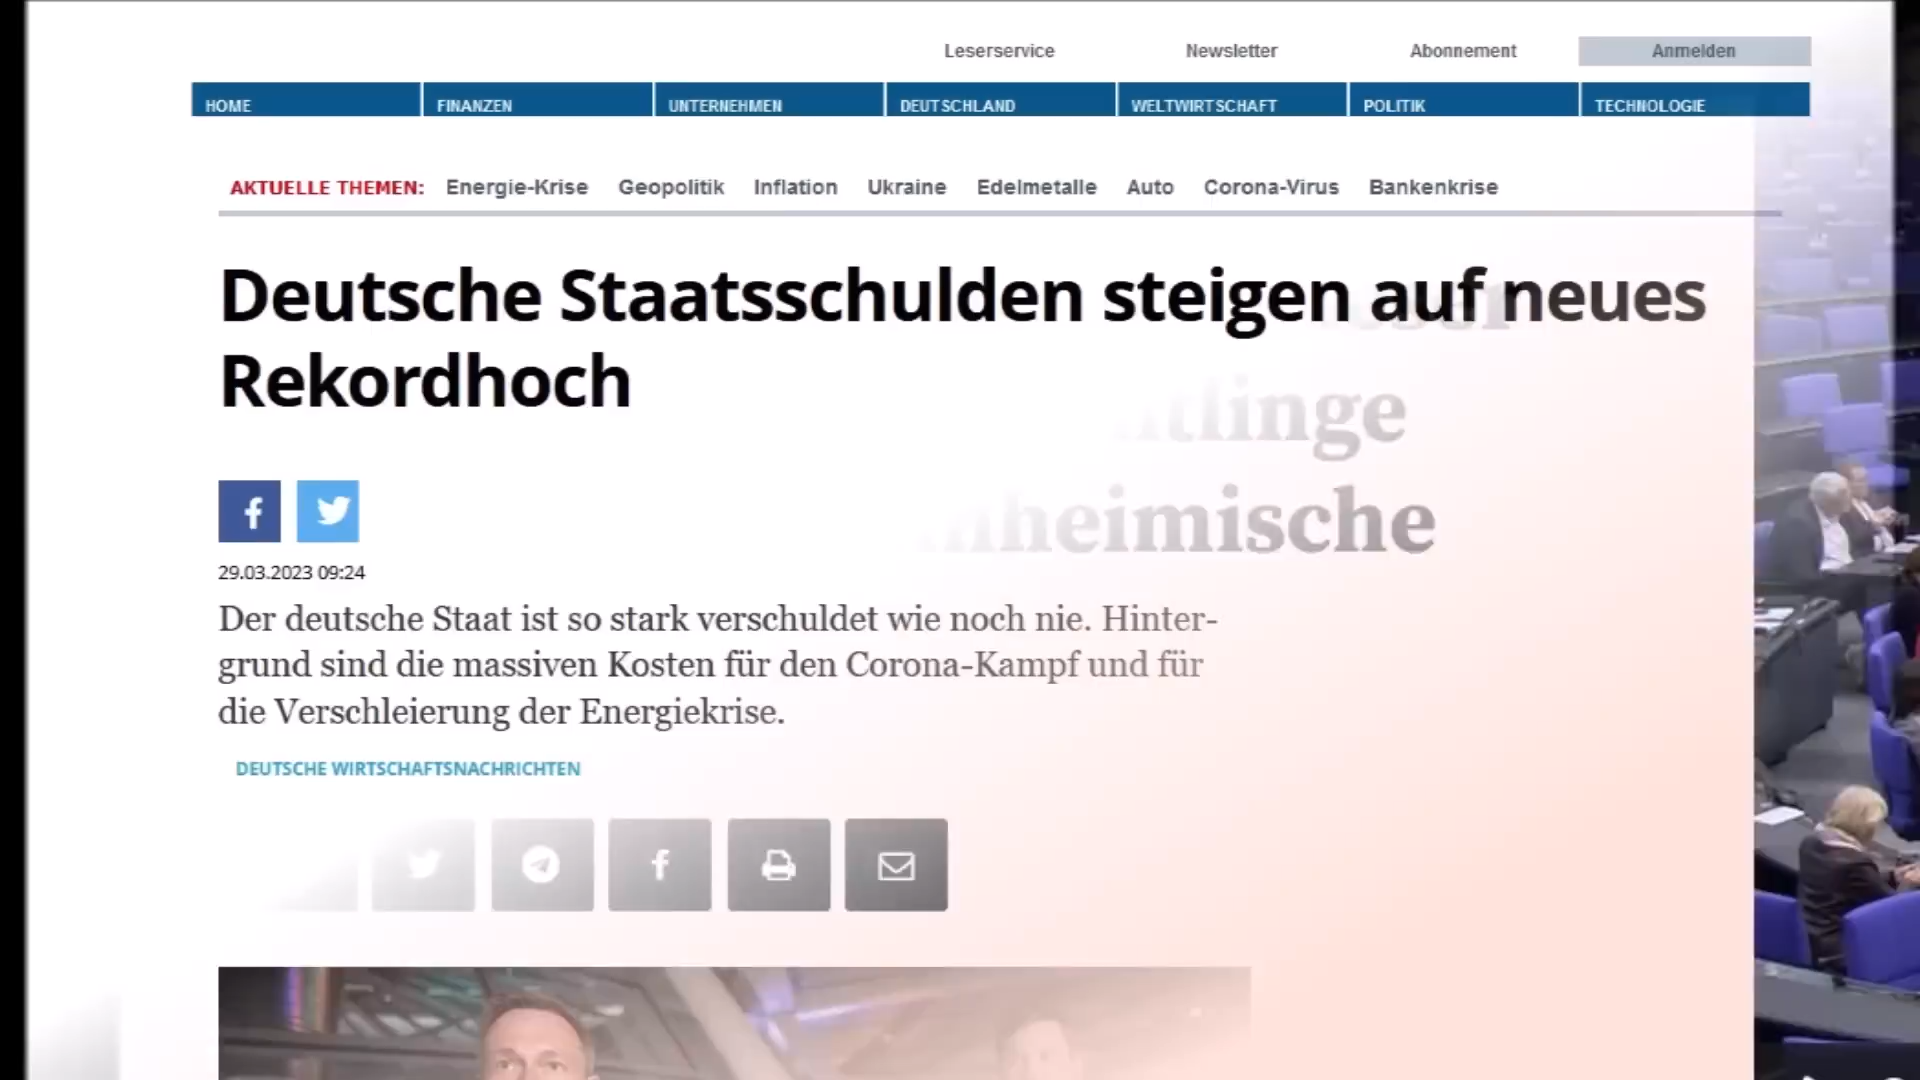 Leserservice Newsletter Abonnement Anmelden
HOME FINANZEN UNTERNEHMEN DEUTSCHLAND WELTWIRTSCHAFT POLITIK TECHNOLOGIE
AKTUELLE THEMEN: Energie-Krise Geopolitik Inflation Ukraine Edelmetalle Auto Corona-Virus Bankenkrise
Deutsche Staatsschulden steigen auf neues
Rekordhoch
29.03.2023 09:24
Der deutsche Staat ist so stark verschuldet wie noch nie. Hinter-
grund sind die massiven Kosten für den Corona-Kampf und für
die Verschleierung der Energiekrise.
DEUTSCHE WIRTSCHAFTSNACHRICHTEN